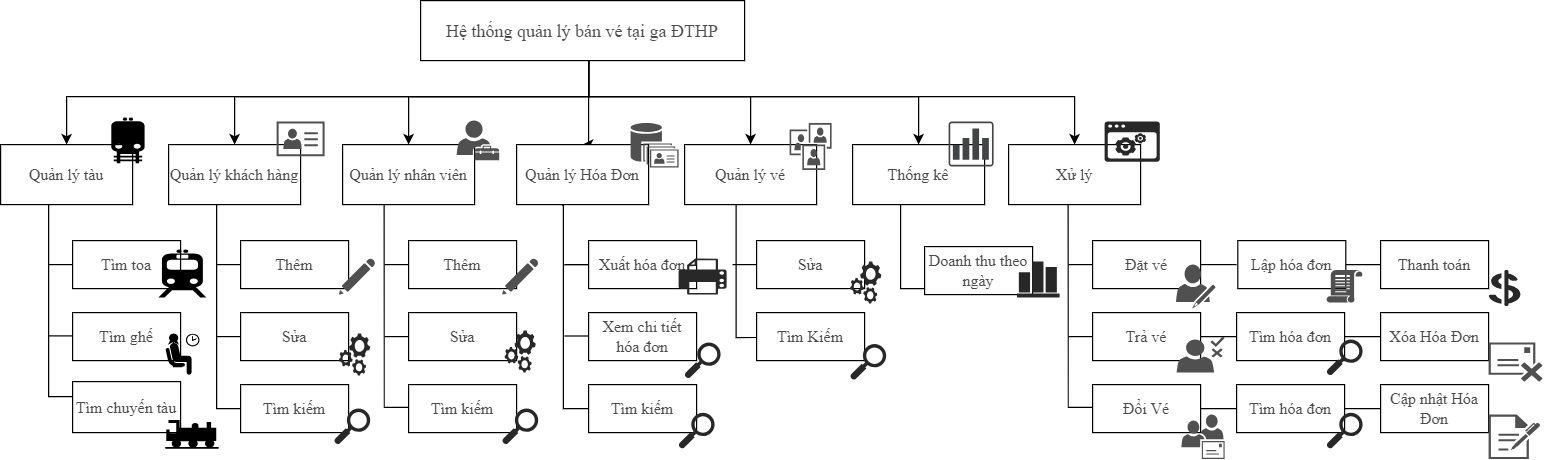 Hệ thống quản lý bán vé tại ga ĐTHP
Quản lý tàu
Quản lý khách hàng
Quản lý nhân viên
Quản lý Hóa Đơn
Quản lý vé
Thống kê
Xử lý
Tìm toa
Thêm
Thêm
Xuất hóa đơn
Sửa
Doanh thu theo
ngày
Đặt vé
Lập hóa đơn
Thanh toán
Tìm ghế
Sửa
Sửa
Xem chi tiết
hóa đơn
Tìm Kiếm
Trả vé
Tìm hóa đơn
Xóa Hóa Đơn
Tìm chuyến tàu
Tìm kiếm
Tìm kiếm
Tìm kiếm
Đổi Vé
Tìm hóa đơn
Cập nhật Hóa
Đơn